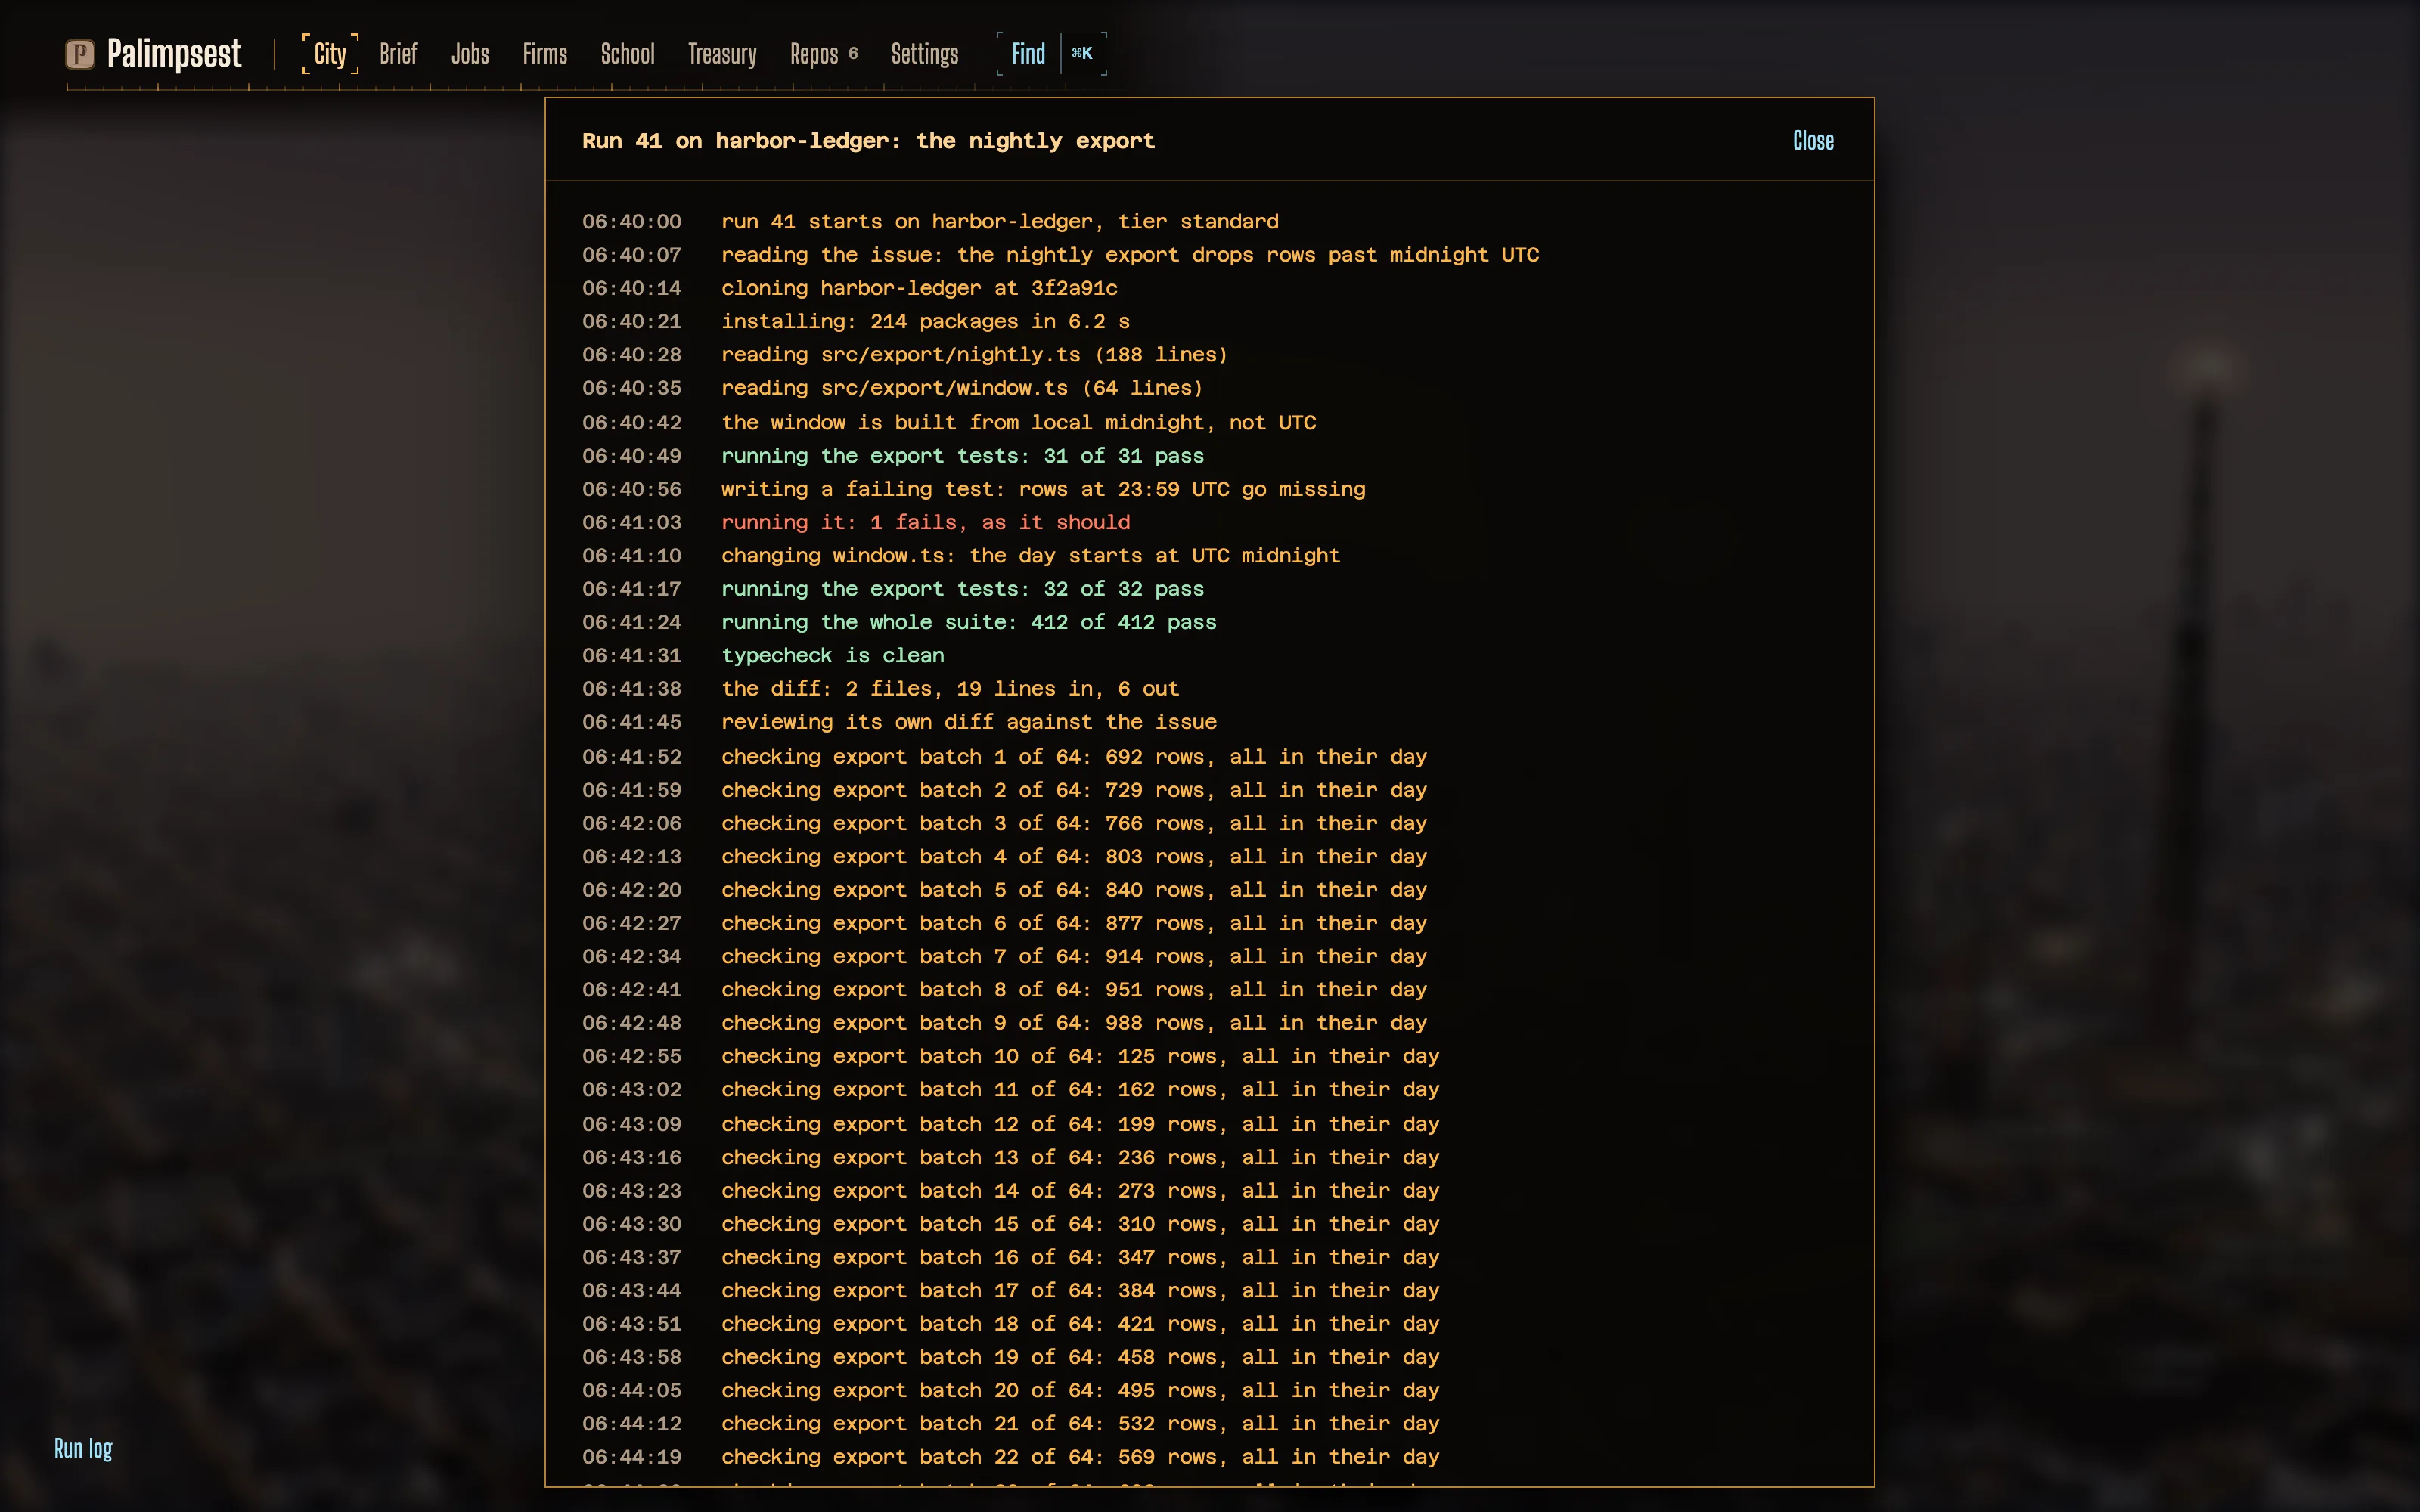 P Palimpsest City Brief Jobs Firms School Treasury Repos 6 Settings Find ⌘K
Run 41 on harbor-ledger: the nightly export Close
06:40:00 run 41 starts on harbor-ledger, tier standard
06:40:07 reading the issue: the nightly export drops rows past midnight UTC
06:40:14 cloning harbor-ledger at 3f2a91c
06:40:21 installing: 214 packages in 6.2 s
06:40:28 reading src/export/nightly.ts (188 lines)
06:40:35 reading src/export/window.ts (64 lines)
06:40:42 the window is built from local midnight, not UTC
06:40:49 running the export tests: 31 of 31 pass
06:40:56 writing a failing test: rows at 23:59 UTC go missing
06:41:03 running it: 1 fails, as it should
06:41:10 changing window.ts: the day starts at UTC midnight
06:41:17 running the export tests: 32 of 32 pass
06:41:24 running the whole suite: 412 of 412 pass
06:41:31 typecheck is clean
06:41:38 the diff: 2 files, 19 lines in, 6 out
06:41:45 reviewing its own diff against the issue
06:41:52 checking export batch 1 of 64: 692 rows, all in their day
06:41:59 checking export batch 2 of 64: 729 rows, all in their day
06:42:06 checking export batch 3 of 64: 766 rows, all in their day
06:42:13 checking export batch 4 of 64: 803 rows, all in their day
06:42:20 checking export batch 5 of 64: 840 rows, all in their day
06:42:27 checking export batch 6 of 64: 877 rows, all in their day
06:42:34 checking export batch 7 of 64: 914 rows, all in their day
06:42:41 checking export batch 8 of 64: 951 rows, all in their day
06:42:48 checking export batch 9 of 64: 988 rows, all in their day
06:42:55 checking export batch 10 of 64: 125 rows, all in their day
06:43:02 checking export batch 11 of 64: 162 rows, all in their day
06:43:09 checking export batch 12 of 64: 199 rows, all in their day
06:43:16 checking export batch 13 of 64: 236 rows, all in their day
06:43:23 checking export batch 14 of 64: 273 rows, all in their day
06:43:30 checking export batch 15 of 64: 310 rows, all in their day
06:43:37 checking export batch 16 of 64: 347 rows, all in their day
06:43:44 checking export batch 17 of 64: 384 rows, all in their day
06:43:51 checking export batch 18 of 64: 421 rows, all in their day
06:43:58 checking export batch 19 of 64: 458 rows, all in their day
06:44:05 checking export batch 20 of 64: 495 rows, all in their day
06:44:12 checking export batch 21 of 64: 532 rows, all in their day
06:44:19 checking export batch 22 of 64: 569 rows, all in their day
Run log